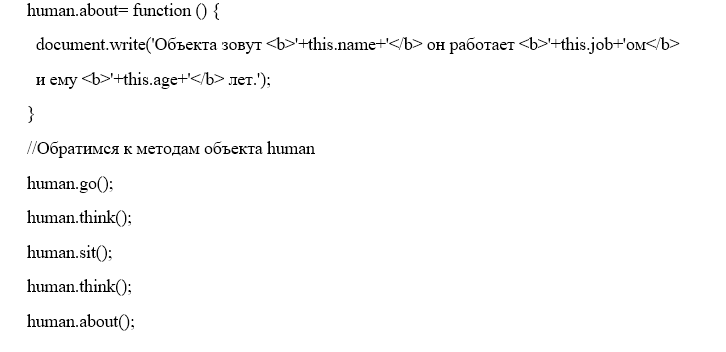 human.about= function () {
document.write('Объекта зовут <b>'+this.name+'</b> он работает <b>'+this.job+'ом</b>
и ему <b>'+this.age+'</b> лет.');
}
//Обратимся к методам объекта human
human.go();
human.think();
human.sit();
human.think();
human.about();